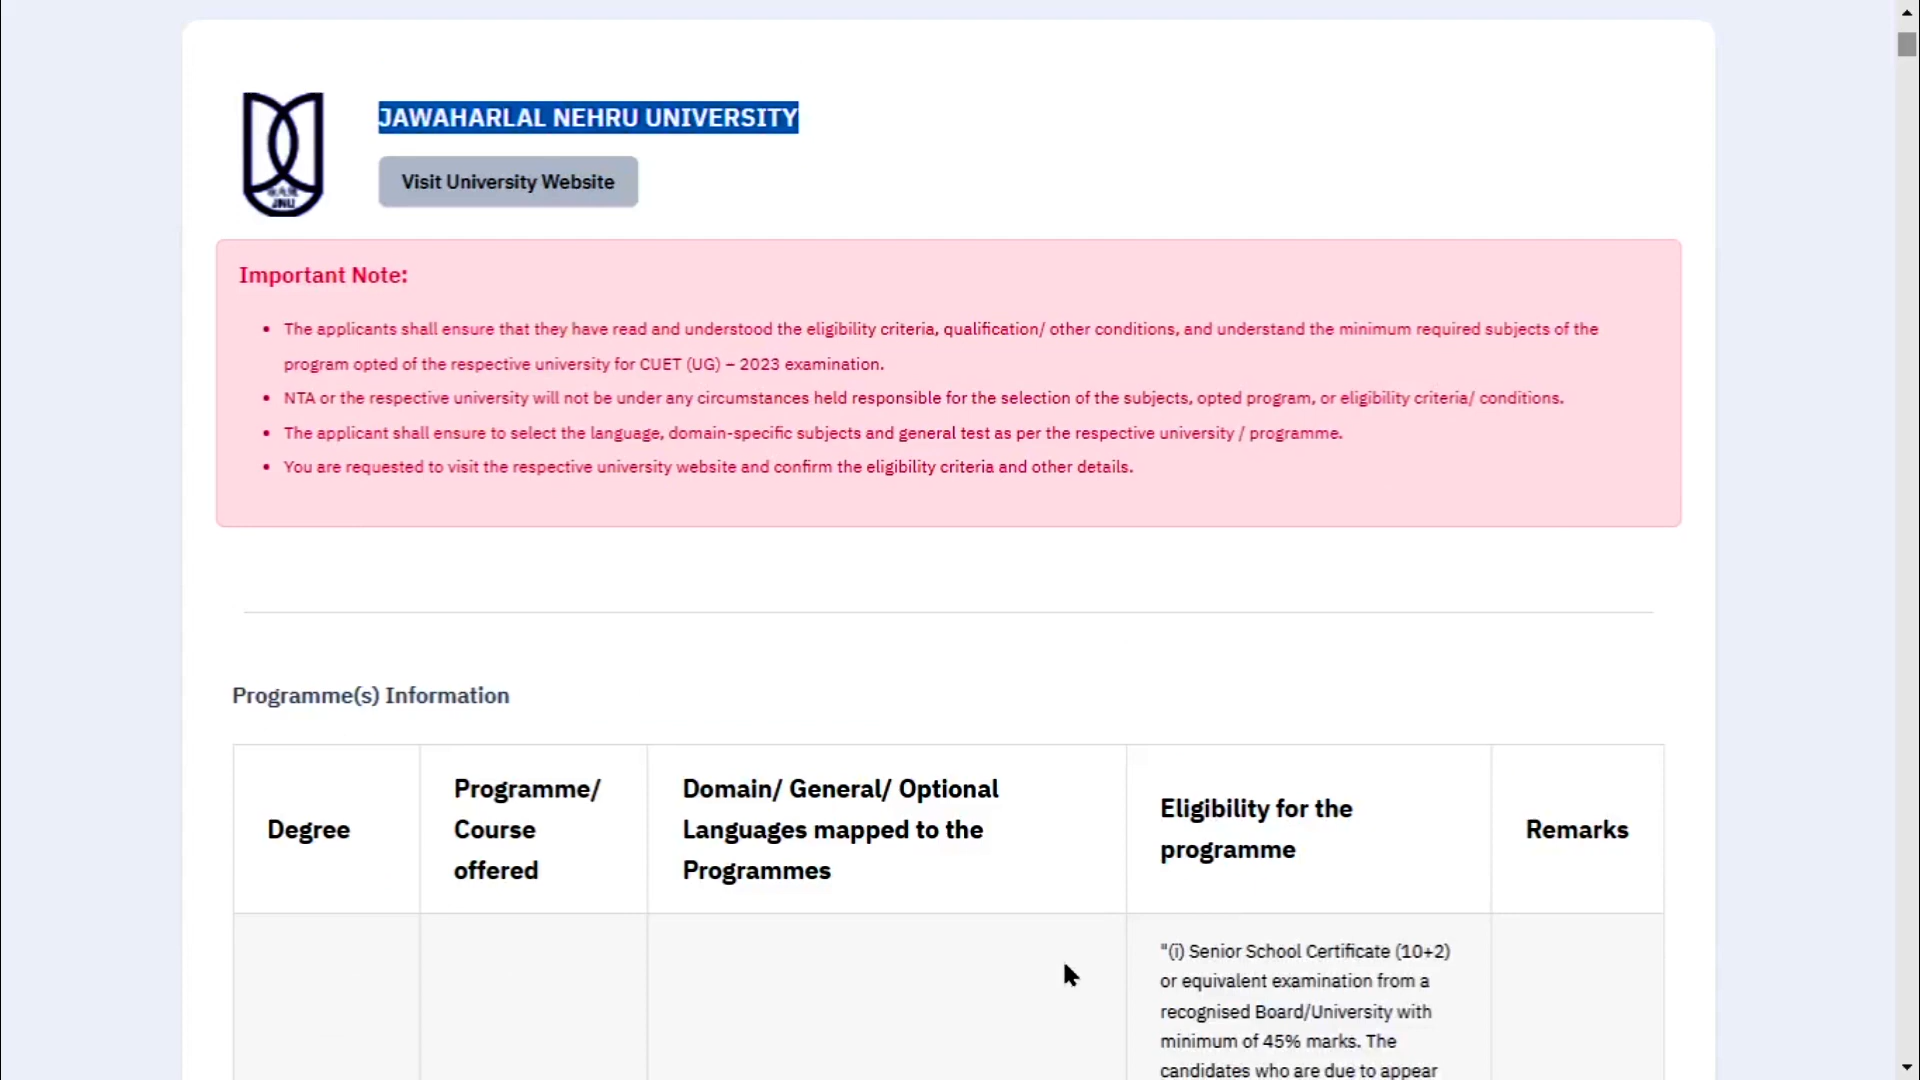 JAWAHARLAL NEHRU UNIVERSITY
JNU
Visit University Website
Important Note:
• The applicants shall ensure that they have read and understood the eligibility criteria, qualification/ other conditions, and understand the minimum required subjects of the
program opted of the respective university for CUET (UG) – 2023 examination.
• NTA or the respective university will not be under any circumstances held responsible for the selection of the subjects, opted program, or eligibility criteria/ conditions.
• The applicant shall ensure to select the language, domain-specific subjects and general test as per the respective university / programme.
• You are requested to visit the respective university website and confirm the eligibility criteria and other details.
Programme(s) Information
Degree
Programme/
Course
offered
Domain/ General/ Optional
Languages mapped to the
Programmes
Eligibility for the
programme
Remarks
"(i) Senior School Certificate (10+2)
or equivalent examination from a
recognised Board/University with
minimum of 45% marks. The
candidates who are due to appear